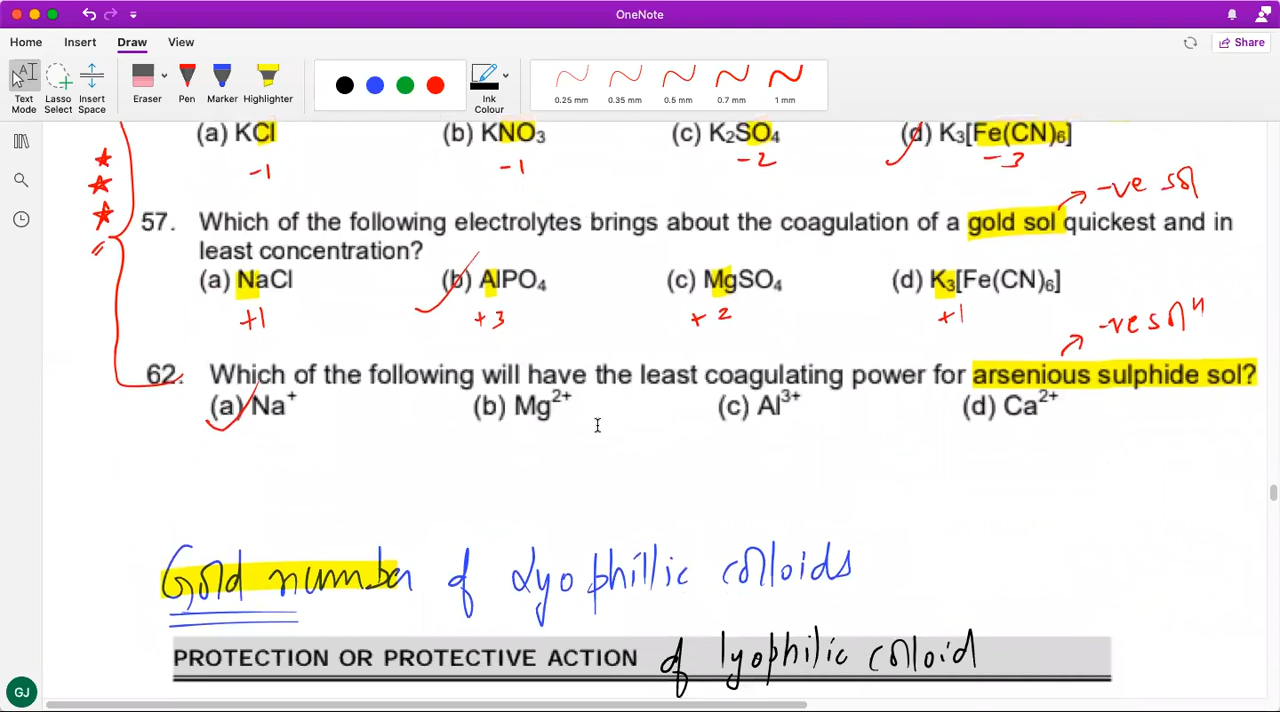 OneNote
Home Insert Draw View
Share
Text Mode
Lasso Select
Insert Space
Eraser
Pen
Marker
Highlighter
Ink Colour
0.25 mm 0.35 mm 0.5 mm 0.7 mm 1 mm
(a) KCl (b) KNO₃ (c) K₂SO₄ (d) K₃[Fe(CN)₆]
-1 -1 -2 -3
-ve sol
57. Which of the following electrolytes brings about the coagulation of a gold sol quickest and in
least concentration?
(a) NaCl (b) AlPO₄ (c) MgSO₄ (d) K₃[Fe(CN)₆]
+1 +3 +2 +1
-ve solⁿ
62. Which of the following will have the least coagulating power for arsenious sulphide sol?
(a) Na⁺ (b) Mg²⁺ (c) Al³⁺ (d) Ca²⁺
Gold number of Lyophillic colloids
PROTECTION OR PROTECTIVE ACTION of lyophilic colloid
GJ